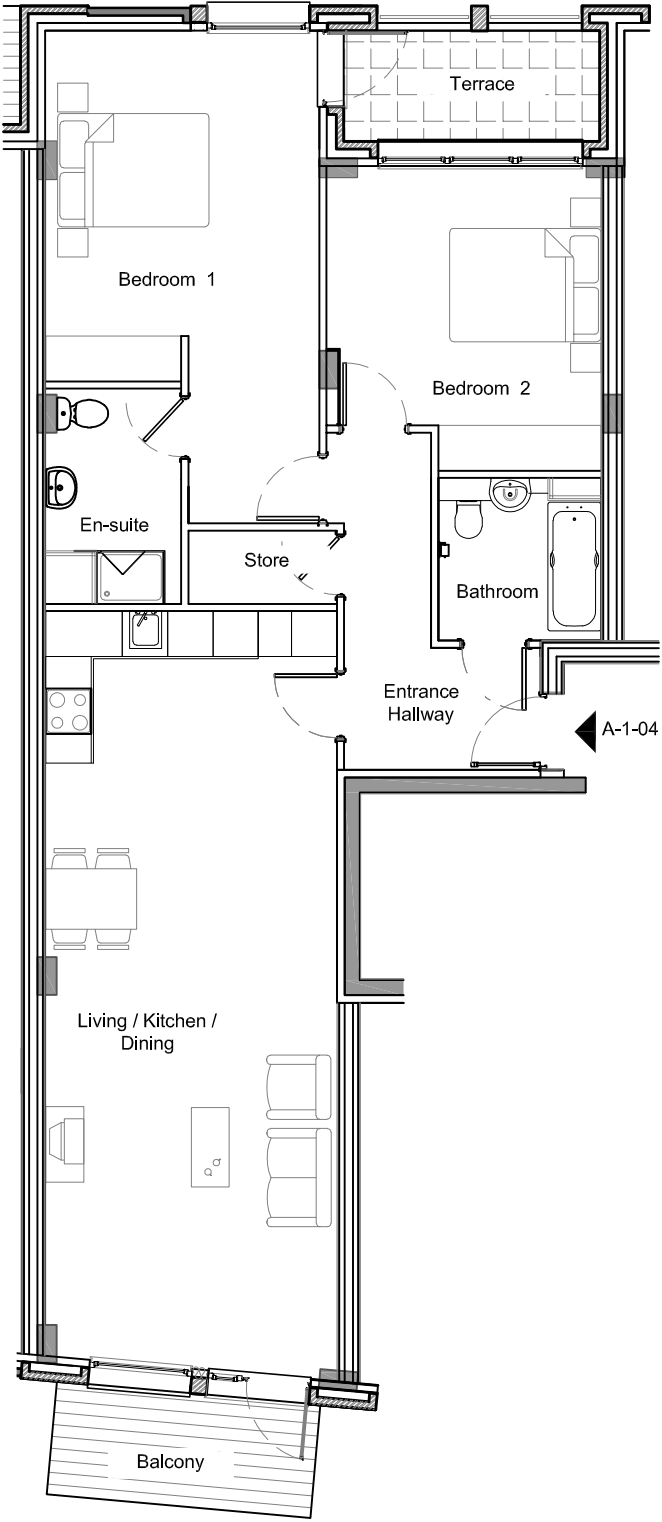 Terrace
Bedroom 1
Bedroom 2
En-suite
Store
Bathroom
Entrance
Hallway
A-1-04
Living / Kitchen /
Dining
Balcony